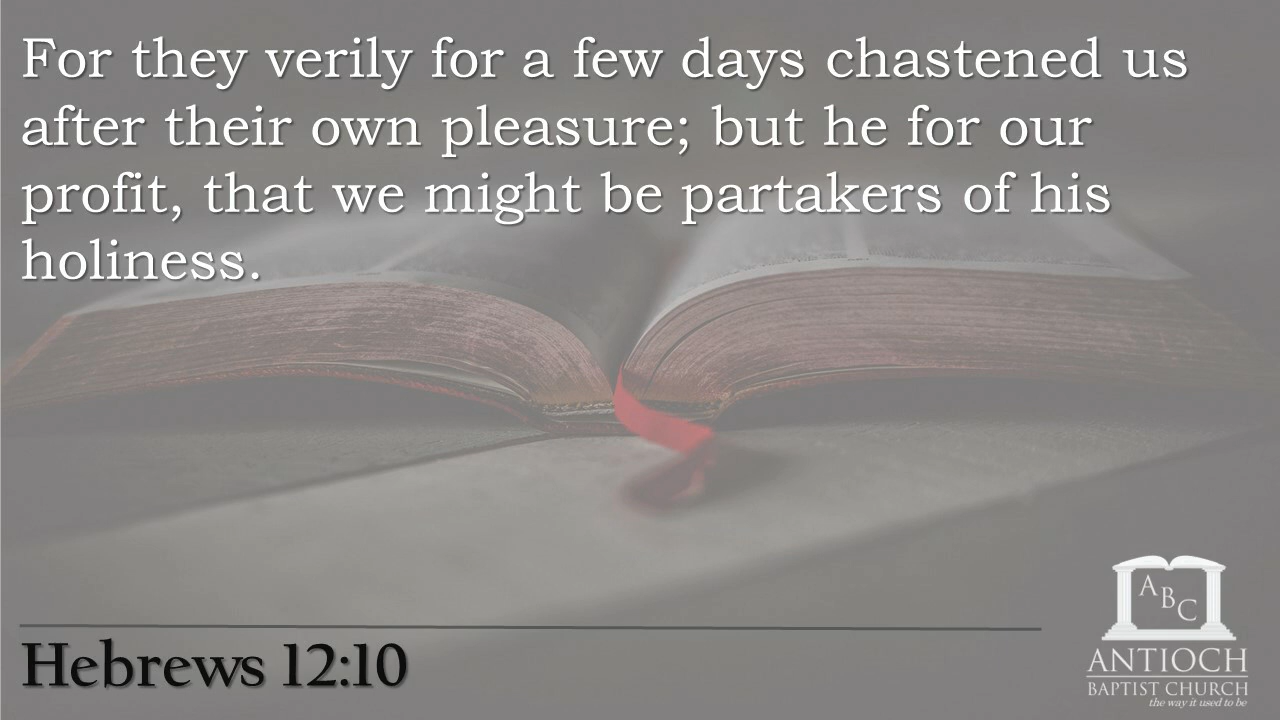 For they verily for a few days chastened us
after their own pleasure; but he for our
profit, that we might be partakers of his
holiness.
Hebrews 12:10
A B C
ANTIOCH
BAPTIST CHURCH
the way it used to be